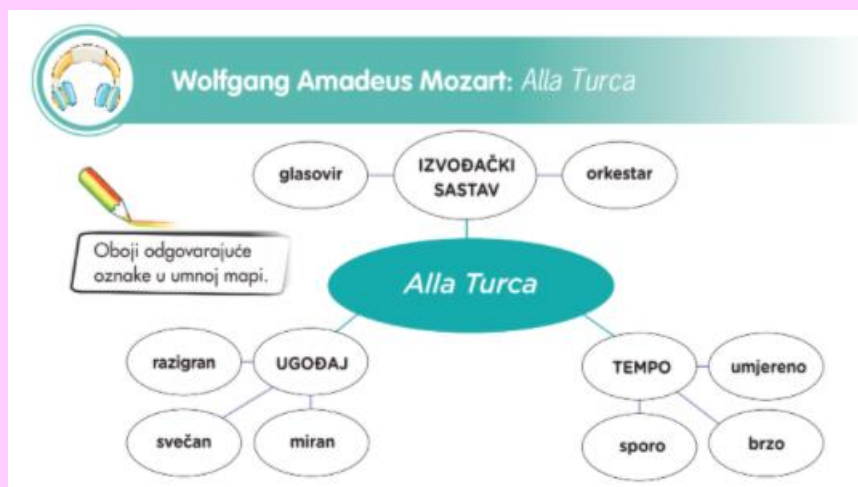 Wolfgang Amadeus Mozart: Alla Turca
glasovir
IZVOĐAČKI
SASTAV
orkestar
Oboji odgovarajuće
oznake u umnoj mapi.
Alla Turca
razigran
UGOĐAJ
svečan
miran
TEMPO
umjereno
sporo
brzo